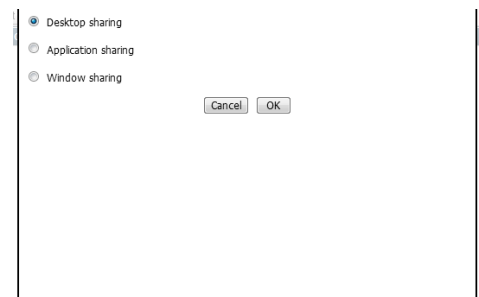 Desktop sharing
Application sharing
Window sharing
Cancel OK